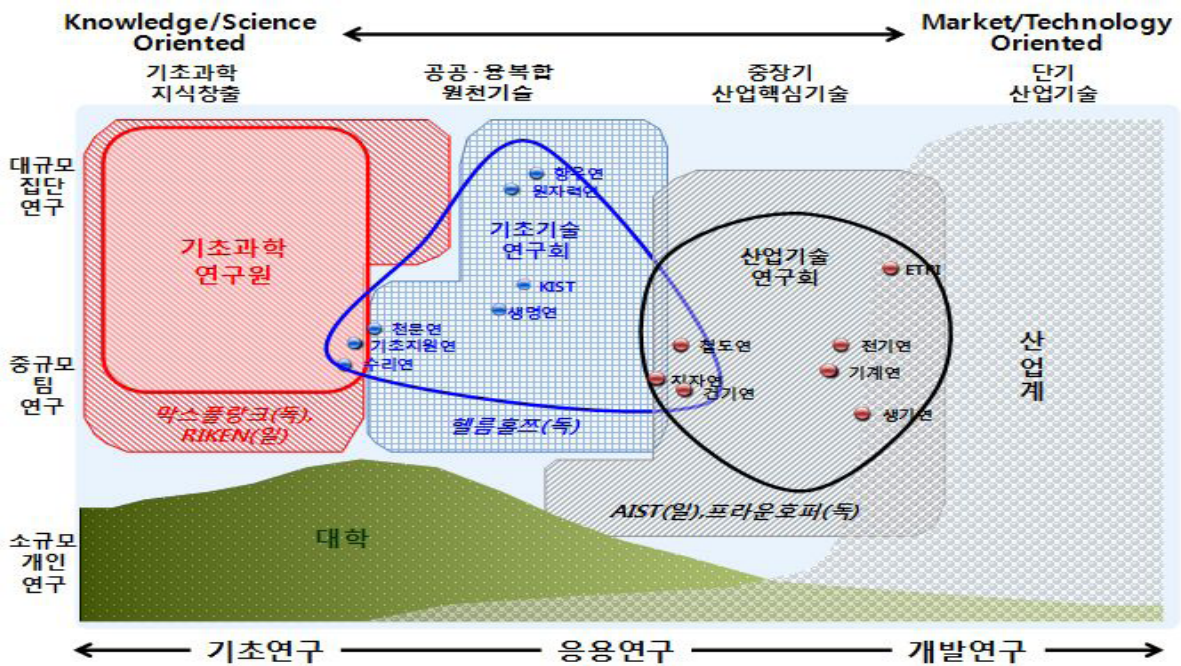 Knowledge/Science
Oriented
Market/Technology
Oriented
기초과학
지식창출
공공·융복합
원천기술
중장기
산업핵심기술
단기
산업기술
대규모
집단
연구
중규모
팀
연구
소규모
개인
연구
기초과학
연구원
막스플랑크(독),
RIKEN(일)
항우연
원자력연
기초기술
연구회
KIST
생명연
천문연
기초지원연
수리연
헬름홀쯔(독)
산업기술
연구회
ETRI
철도연
전기연
기계연
건기연
생기연
AIST(일),프라운호퍼(독)
산
업
계
대학
기초연구
응용연구
개발연구